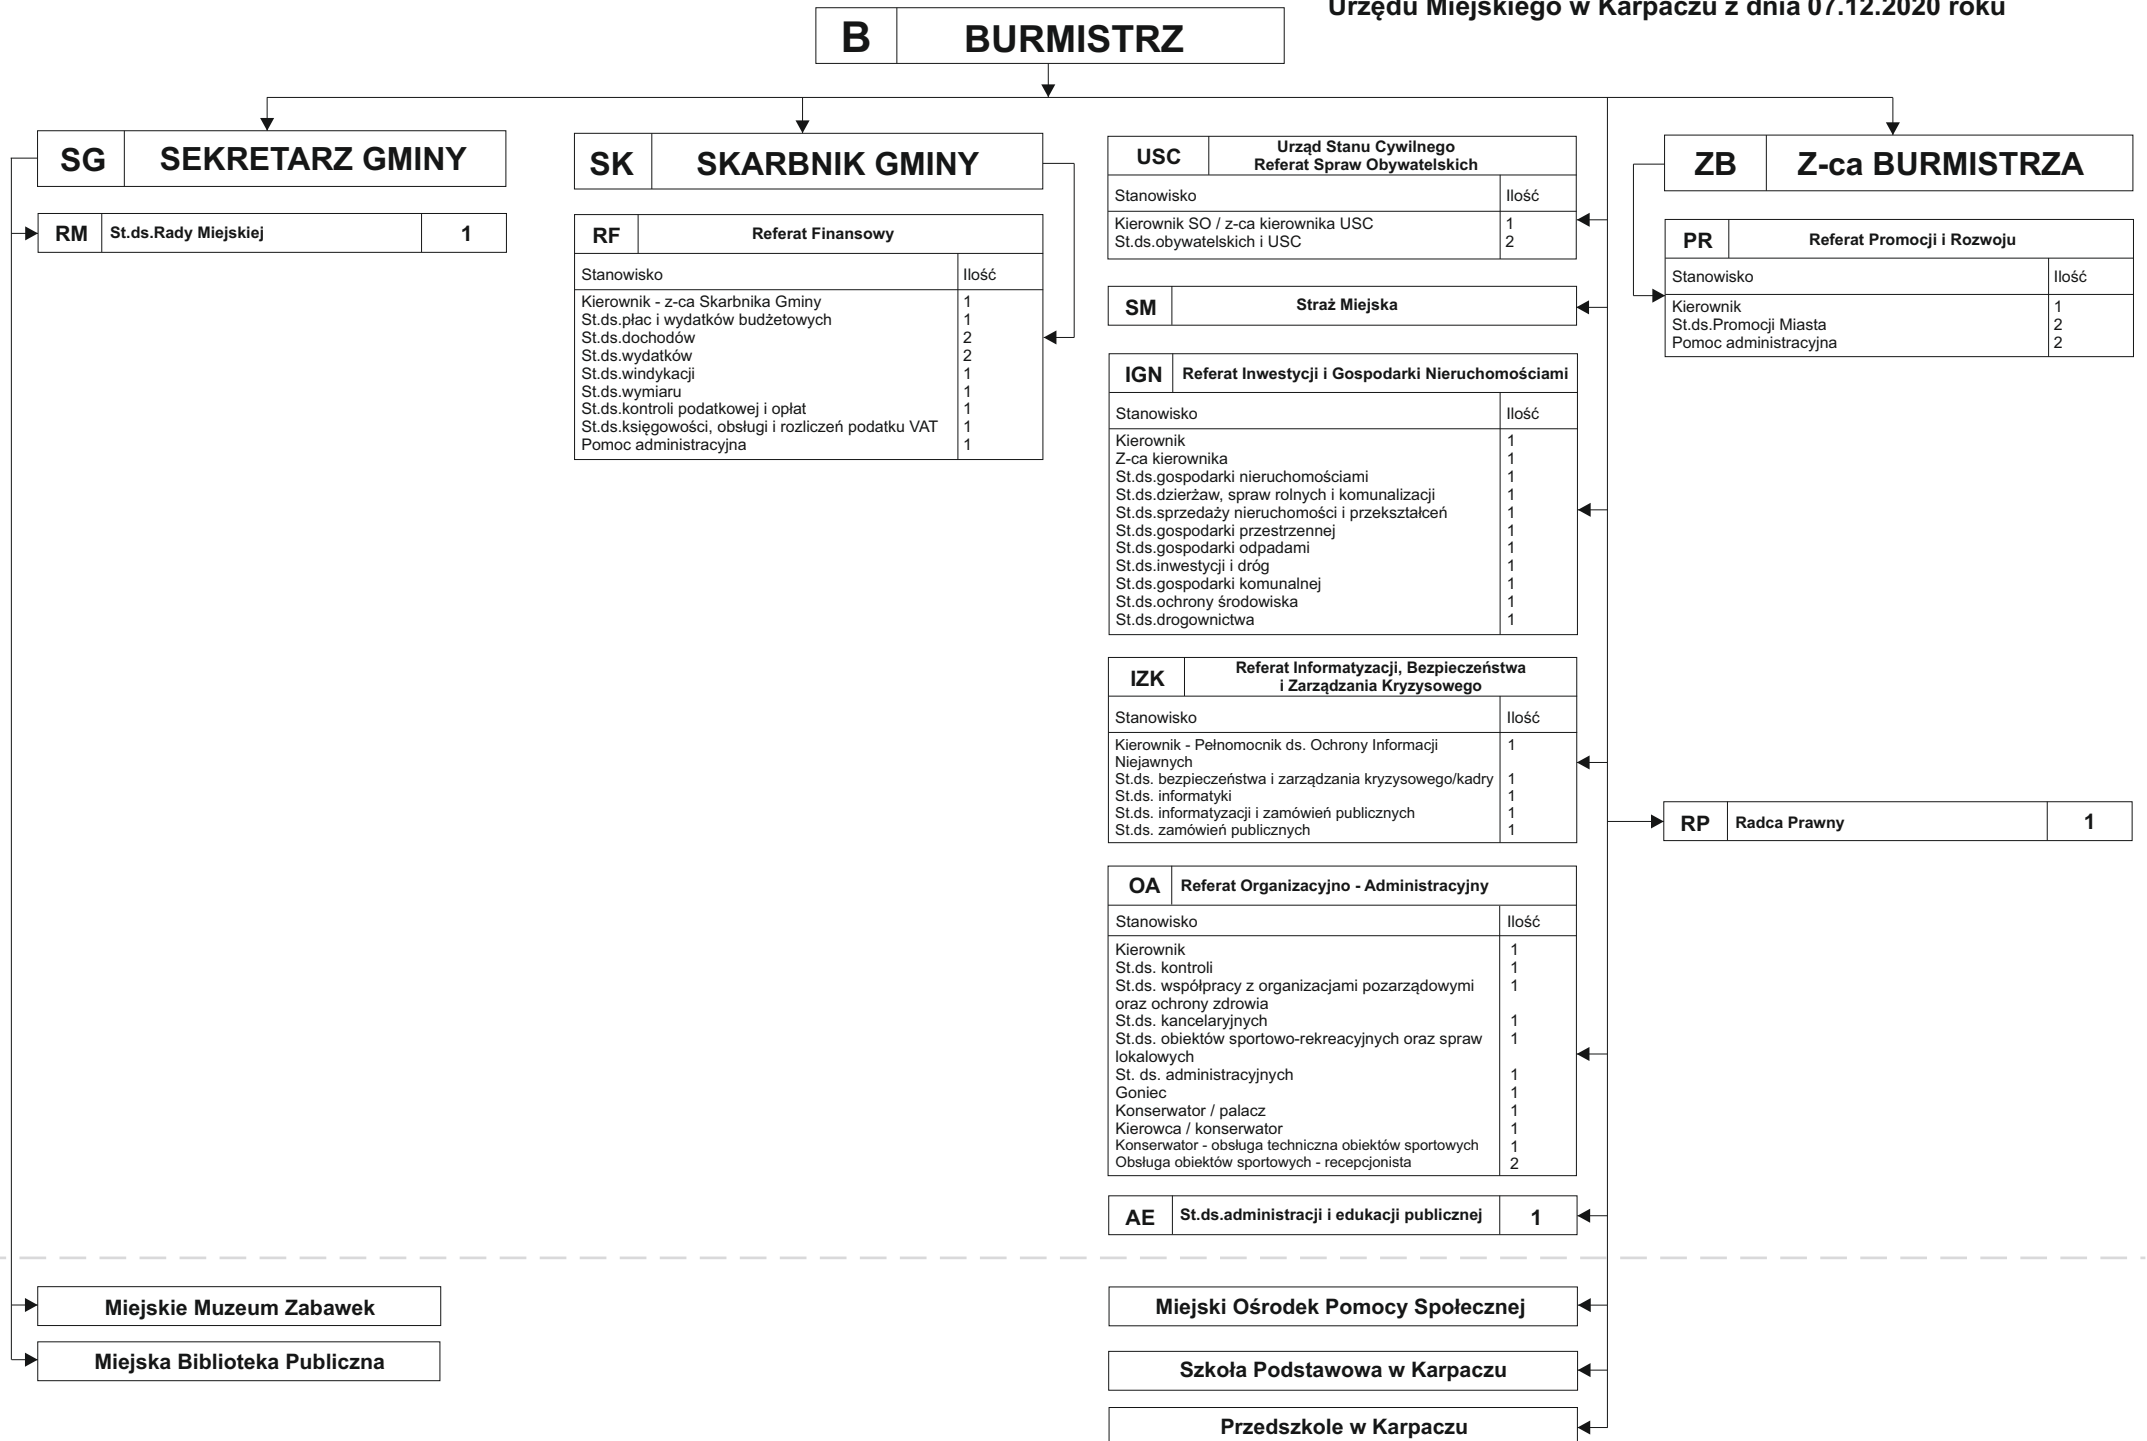 Urzędu Miejskiego w Karpaczu z dnia 07.12.2020 roku
B BURMISTRZ
SG SEKRETARZ GMINY
RM St.ds.Rady Miejskiej 1
SK SKARBNIK GMINY
RF Referat Finansowy
Stanowisko Ilość
Kierownik - z-ca Skarbnika Gminy 1
St.ds.płac i wydatków budżetowych 1
St.ds.dochodów 2
St.ds.wydatków 2
St.ds.windykacji 1
St.ds.wymiaru 1
St.ds.kontroli podatkowej i opłat 1
St.ds.księgowości, obsługi i rozliczeń podatku VAT 1
Pomoc administracyjna 1
USC Urząd Stanu Cywilnego
Referat Spraw Obywatelskich
Stanowisko Ilość
Kierownik SO / z-ca kierownika USC 1
St.ds.obywatelskich i USC 2
SM Straż Miejska
IGN Referat Inwestycji i Gospodarki Nieruchomościami
Stanowisko Ilość
Kierownik 1
Z-ca kierownika 1
St.ds.gospodarki nieruchomościami 1
St.ds.dzierżaw, spraw rolnych i komunalizacji 1
St.ds.sprzedaży nieruchomości i przekształceń 1
St.ds.gospodarki przestrzennej 1
St.ds.gospodarki odpadami 1
St.ds.inwestycji i dróg 1
St.ds.gospodarki komunalnej 1
St.ds.ochrony środowiska 1
St.ds.drogownictwa 1
IZK Referat Informatyzacji, Bezpieczeństwa
i Zarządzania Kryzysowego
Stanowisko Ilość
Kierownik - Pełnomocnik ds. Ochrony Informacji 1
Niejawnych
St.ds. bezpieczeństwa i zarządzania kryzysowego/kadry 1
St.ds. informatyki 1
St.ds. informatyzacji i zamówień publicznych 1
St.ds. zamówień publicznych 1
OA Referat Organizacyjno - Administracyjny
Stanowisko Ilość
Kierownik 1
St.ds. kontroli 1
St.ds. współpracy z organizacjami pozarządowymi 1
oraz ochrony zdrowia
St.ds. kancelaryjnych 1
St.ds. obiektów sportowo-rekreacyjnych oraz spraw 1
lokalowych
St. ds. administracyjnych 1
Goniec 1
Konserwator / palacz 1
Kierowca / konserwator 1
Konserwator - obsługa techniczna obiektów sportowych 1
Obsługa obiektów sportowych - recepcjonista 2
AE St.ds.administracji i edukacji publicznej 1
ZB Z-ca BURMISTRZA
PR Referat Promocji i Rozwoju
Stanowisko Ilość
Kierownik 1
St.ds.Promocji Miasta 2
Pomoc administracyjna 2
RP Radca Prawny 1
Miejskie Muzeum Zabawek
Miejska Biblioteka Publiczna
Miejski Ośrodek Pomocy Społecznej
Szkoła Podstawowa w Karpaczu
Przedszkole w Karpaczu